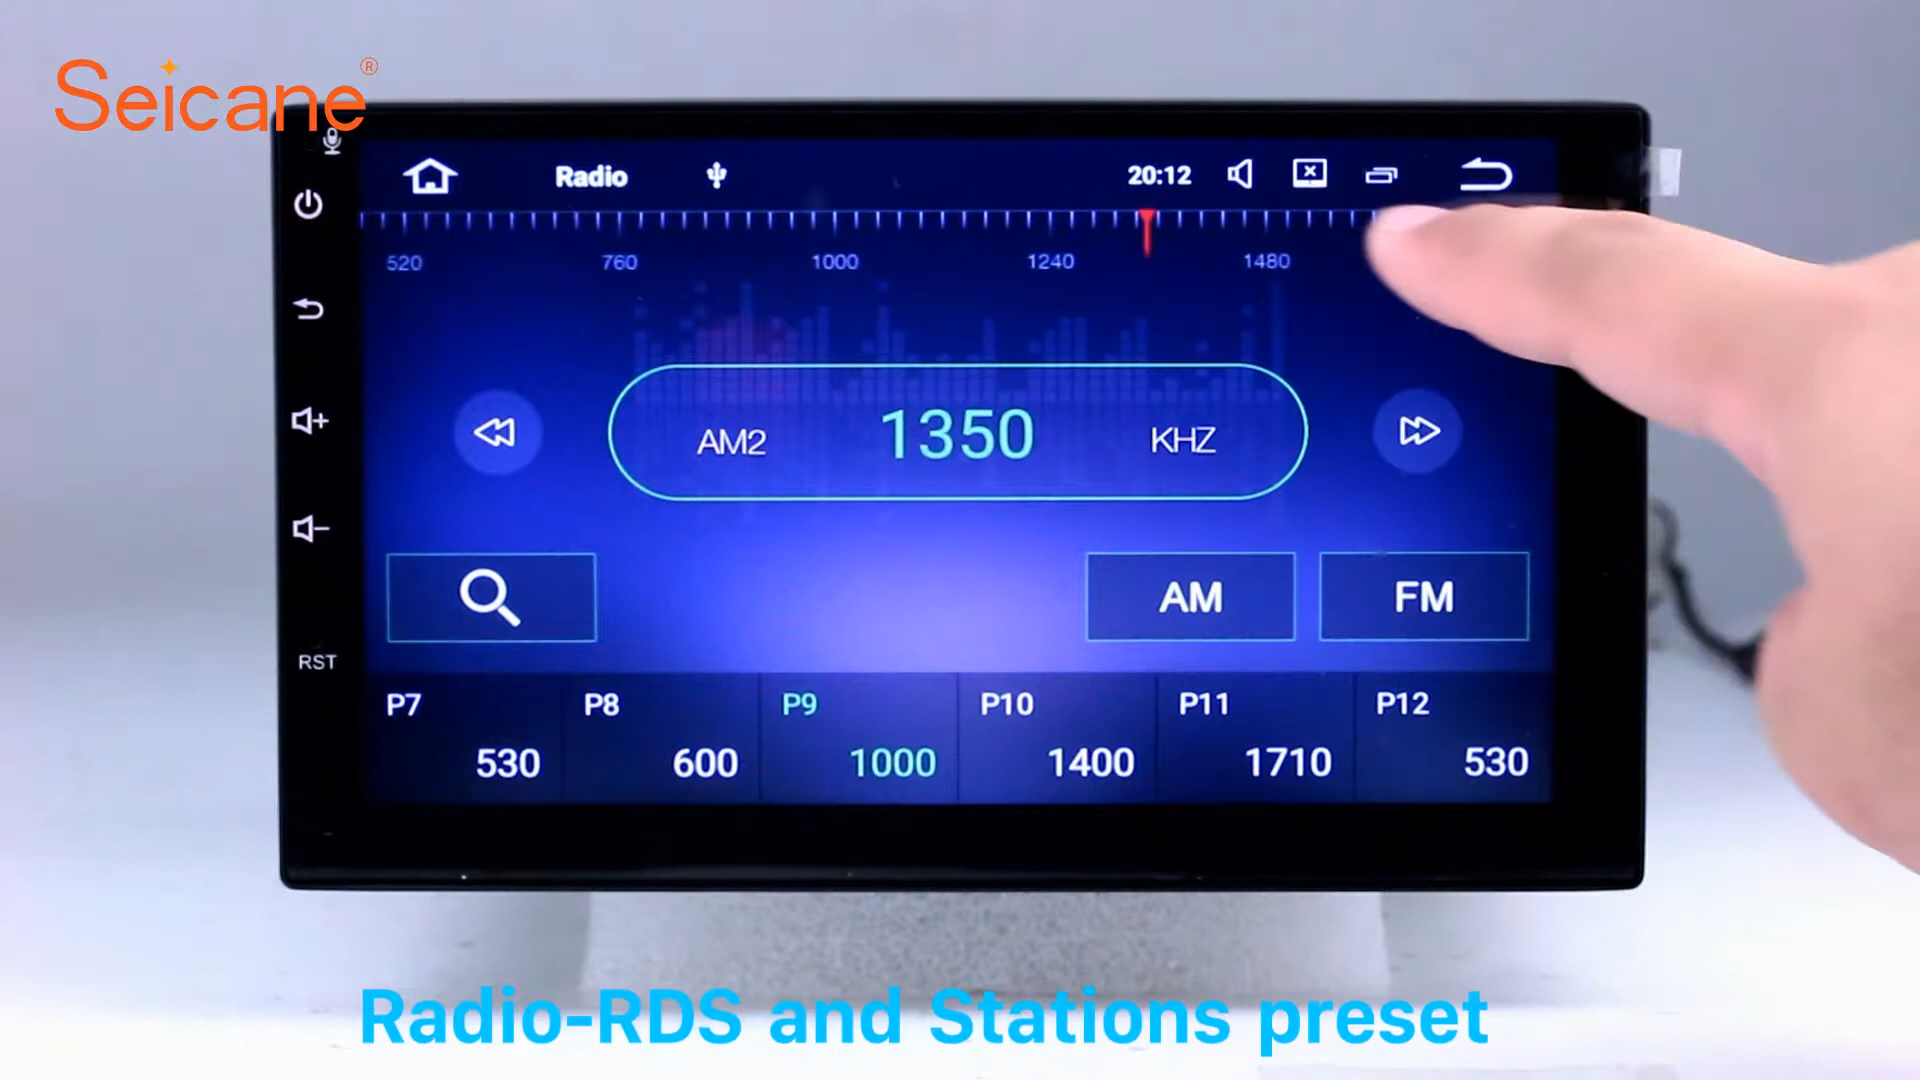 Seicane®
Radio 20:12
520 760 1000 1240 1480
AM2 1350 KHZ
AM FM
RST
P7 P8 P9 P10 P11 P12
530 600 1000 1400 1710 530
Radio-RDS and Stations preset